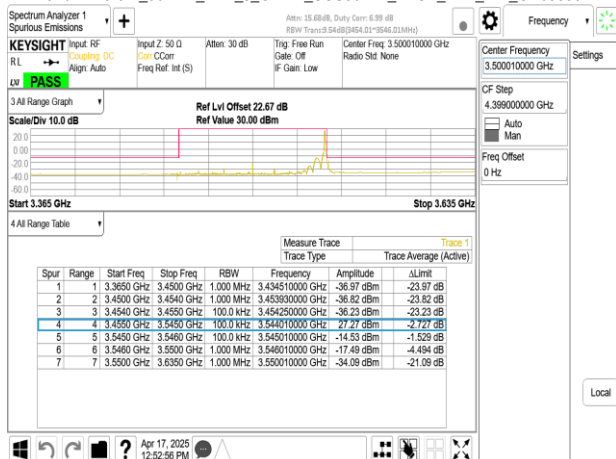 Spectrum Analyzer 1
Spurious Emissions
Attn: 15.68dB, Duty Corr: 6.99 dB
RBW Trans:9.54dB(3454.01~3546.01MHz)
Frequency
KEYSIGHT Input: RF Input Z: 50 Ω Atten: 30 dB Trig: Free Run Center Freq: 3.500010000 GHz
RL Coupling: DC Corr CCorr Gate: Off Radio Std: None
Align: Auto Freq Ref: Int (S) IF Gain: Low
PASS
Center Frequency
3.500010000 GHz
Settings
CF Step
4.399000000 GHz
Auto
Man
Freq Offset
0 Hz
3 All Range Graph
Scale/Div 10.0 dB
Ref Lvl Offset 22.67 dB
Ref Value 30.00 dBm
20.0
0.00
-20.0
-40.0
-60.0
Start 3.365 GHz Stop 3.635 GHz
4 All Range Table
Measure Trace Trace 1
Trace Type Trace Average (Active)
Spur Range Start Freq Stop Freq RBW Frequency Amplitude ΔLimit
1 1 3.3650 GHz 3.4500 GHz 1.000 MHz 3.434510000 GHz -36.97 dBm -23.97 dB
2 2 3.4500 GHz 3.4540 GHz 1.000 MHz 3.453930000 GHz -36.82 dBm -23.82 dB
3 3 3.4540 GHz 3.4550 GHz 100.0 kHz 3.454250000 GHz -36.23 dBm -23.23 dB
4 4 3.4550 GHz 3.5450 GHz 100.0 kHz 3.544010000 GHz 27.27 dBm -2.727 dB
5 5 3.5450 GHz 3.5460 GHz 100.0 kHz 3.545010000 GHz -14.53 dBm -1.529 dB
6 6 3.5460 GHz 3.5500 GHz 1.000 MHz 3.546010000 GHz -17.49 dBm -4.494 dB
7 7 3.5500 GHz 3.6350 GHz 1.000 MHz 3.550010000 GHz -34.09 dBm -21.09 dB
Local
Apr 17, 2025
12:52:56 PM